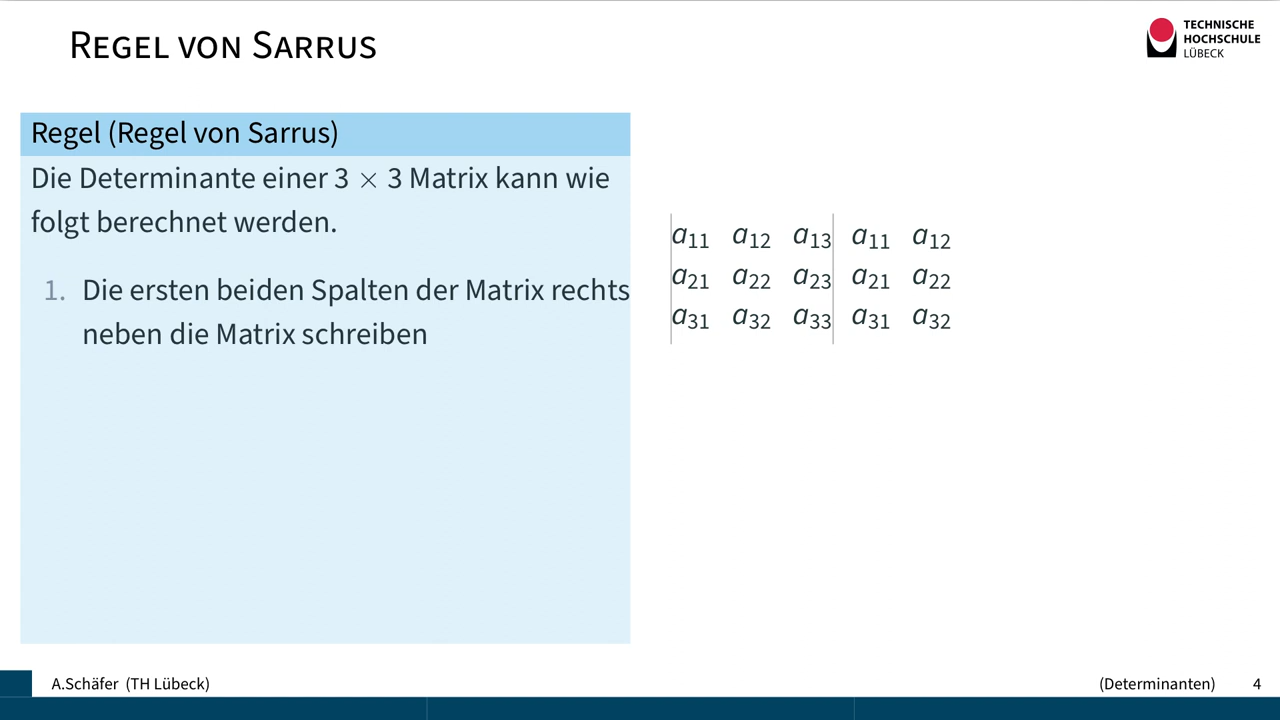 Regel von Sarrus
TECHNISCHE
HOCHSCHULE
LÜBECK
Regel (Regel von Sarrus)
Die Determinante einer 3 × 3 Matrix kann wie
folgt berechnet werden.
1. Die ersten beiden Spalten der Matrix rechts
neben die Matrix schreiben
a11 a12 a13 a11 a12
a21 a22 a23 a21 a22
a31 a32 a33 a31 a32
A.Schäfer (TH Lübeck)
(Determinanten) 4